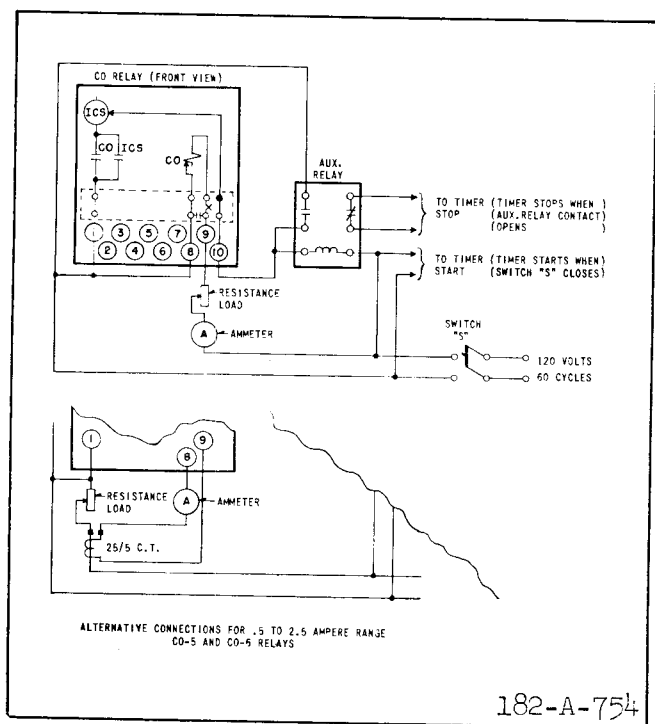 CO RELAY (FRONT VIEW)
ICS
CO ICS
CO
1 2 3 4 5 6 7 8 9 10
AUX.
RELAY
TO TIMER (TIMER STOPS WHEN )
STOP (AUX.RELAY CONTACT)
(OPENS )
TO TIMER (TIMER STARTS WHEN)
START (SWITCH "S" CLOSES)
RESISTANCE
LOAD
A AMMETER
SWITCH
"S"
120 VOLTS
60 CYCLES
1 8 9
RESISTANCE
LOAD
A AMMETER
25/5 C.T.
ALTERNATIVE CONNECTIONS FOR .5 TO 2.5 AMPERE RANGE
CO-5 AND CO-6 RELAYS
182-A-754